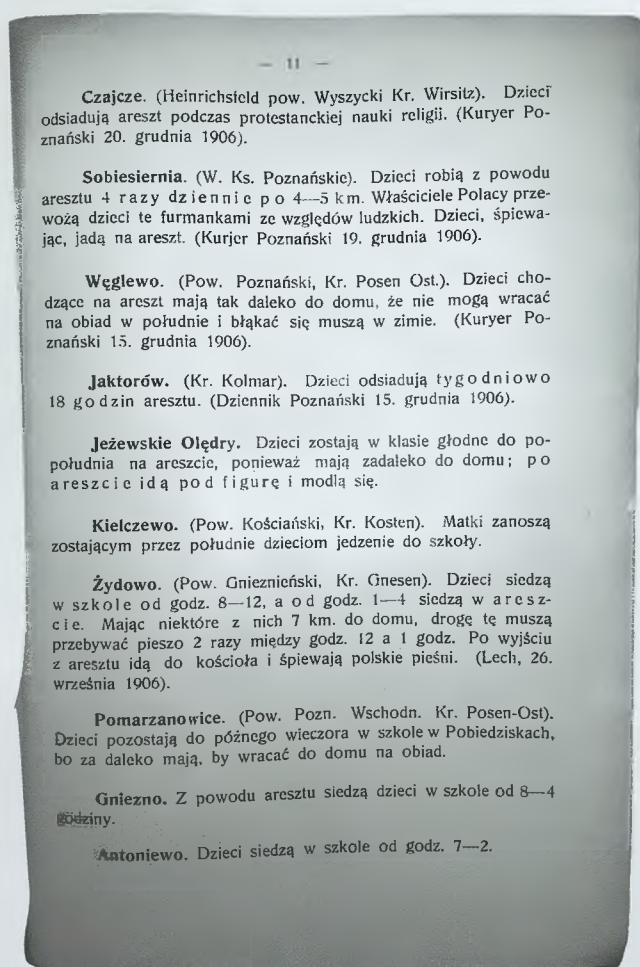 — 11 —
Czajcze. (Heinrichsfeld pow. Wyszycki Kr. Wirsitz). Dzieci
odsiadują areszt podczas protestanckiej nauki religii. (Kuryer Po-
znański 20. grudnia 1906).
Sobiesiernia. (W. Ks. Poznańskie). Dzieci robią z powodu
aresztu 4 razy dziennie po 4—5 km. Właściciele Polacy prze-
wożą dzieci te furmankami ze względów ludzkich. Dzieci, śpiewa-
jąc, jadą na areszt. (Kurjer Poznański 19. grudnia 1906).
Węglewo. (Pow. Poznański, Kr. Posen Ost.). Dzieci cho-
dzące na areszt mają tak daleko do domu, że nie mogą wracać
na obiad w południe i błąkać się muszą w zimie. (Kuryer Po-
znański 15. grudnia 1906).
Jaktorów. (Kr. Kolmar). Dzieci odsiadują tygodniowo
18 godzin aresztu. (Dziennik Poznański 15. grudnia 1906).
Jeżewskie Olędry. Dzieci zostają w klasie głodne do po-
południa na areszcie, ponieważ mają zadaleko do domu; po
areszcie idą pod figurę i modlą się.
Kielczewo. (Pow. Kościański, Kr. Kosten). Matki zanoszą
zostającym przez południe dzieciom jedzenie do szkoły.
Żydowo. (Pow. Gnieznieński, Kr. Gnesen). Dzieci siedzą
w szkole od godz. 8—12, a od godz. 1—4 siedzą w aresz-
cie. Mając niektóre z nich 7 km. do domu, drogę tę muszą
przebywać pieszo 2 razy między godz. 12 a 1 godz. Po wyjściu
z aresztu idą do kościoła i śpiewają polskie pieśni. (Lech, 26.
września 1906).
Pomarzanowice. (Pow. Pozn. Wschodn. Kr. Posen-Ost).
Dzieci pozostają do późnego wieczora w szkole w Pobiedziskach,
bo za daleko mają, by wracać do domu na obiad.
Gniezno. Z powodu aresztu siedzą dzieci w szkole od 8—4
godziny.
Antoniewo. Dzieci siedzą w szkole od godz. 7—2.